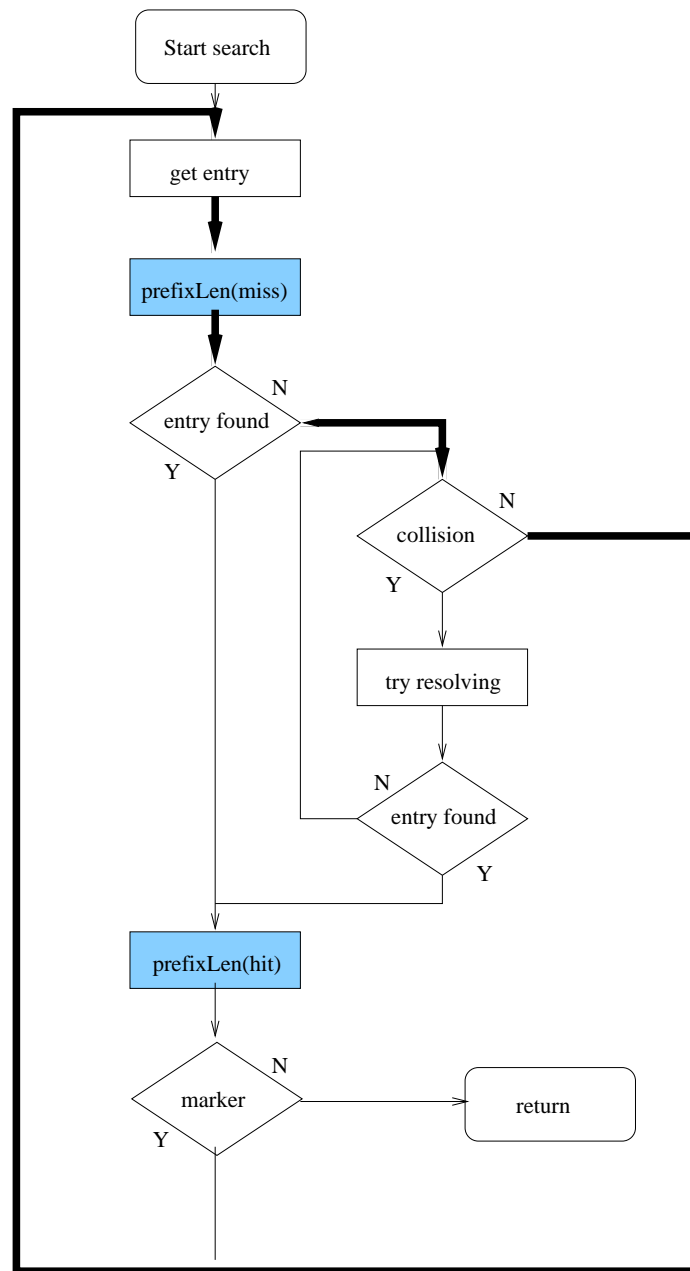 Start search
get entry
prefixLen(miss)
N
entry found
Y
N
collision
Y
try resolving
N
entry found
Y
prefixLen(hit)
N
marker
return
Y